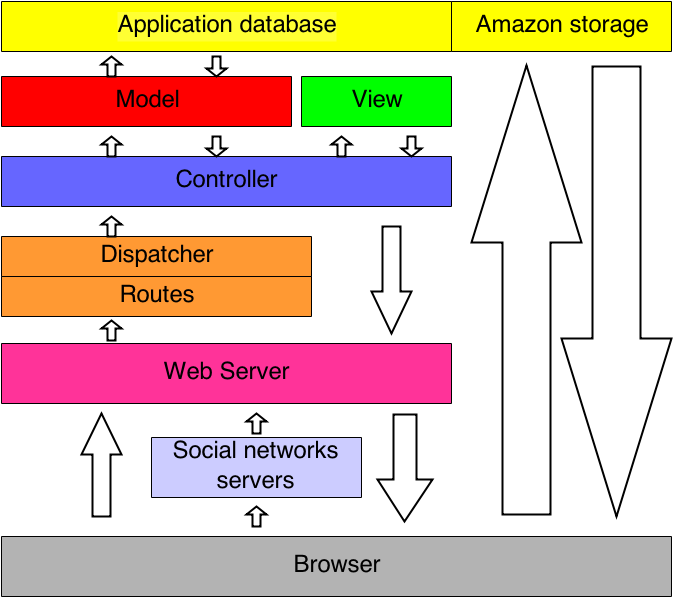 Application database
Amazon storage
Model
View
Controller
Dispatcher
Routes
Web Server
Social networks
servers
Browser